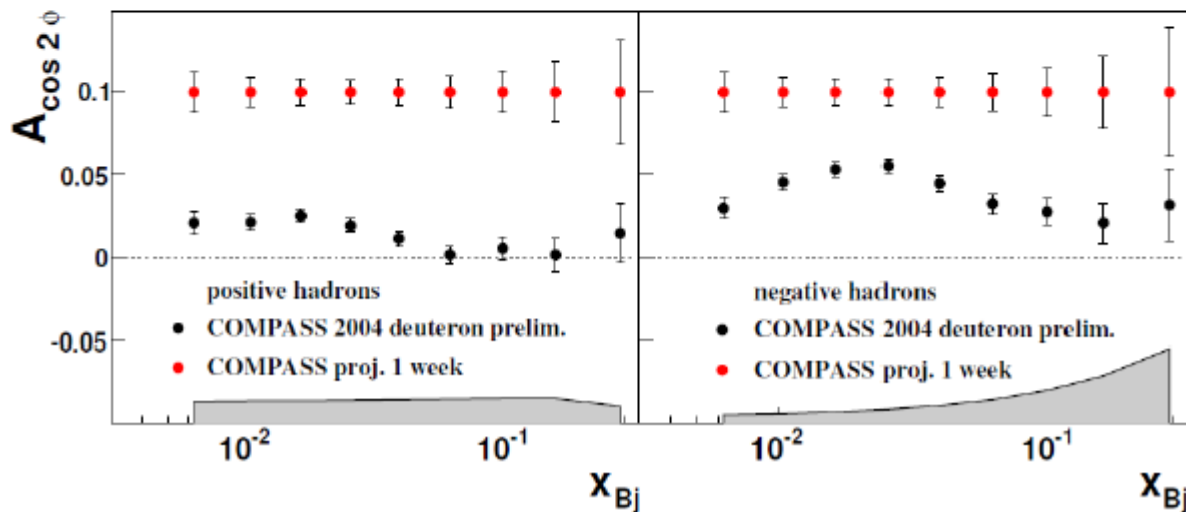 A cos 2 ϕ
0.1
0.05
0
-0.05
positive hadrons
COMPASS 2004 deuteron prelim.
COMPASS proj. 1 week
10⁻²
10⁻¹
x Bj
negative hadrons
COMPASS 2004 deuteron prelim.
COMPASS proj. 1 week
10⁻²
10⁻¹
x Bj